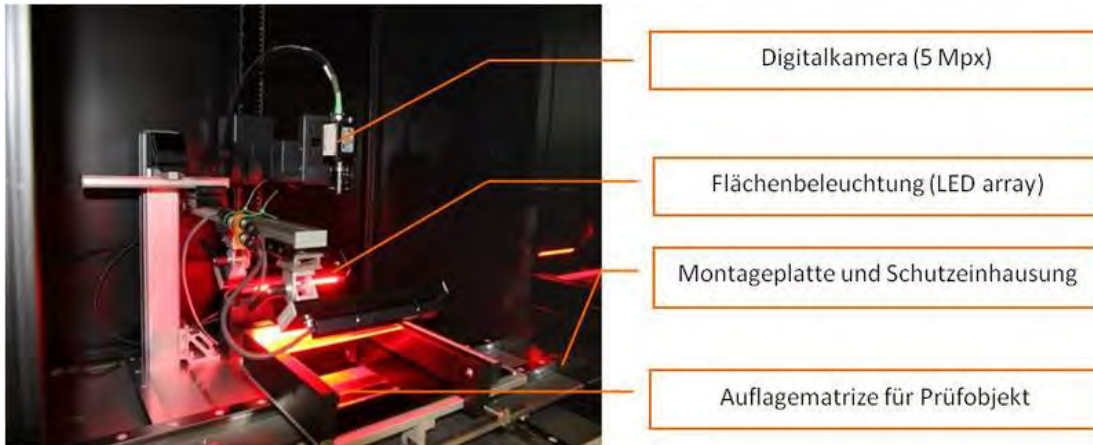 Digitalkamera (5 Mpx)
Flächenbeleuchtung (LED array)
Montageplatte und Schutzeinhausung
Auflagematrize für Prüfobjekt